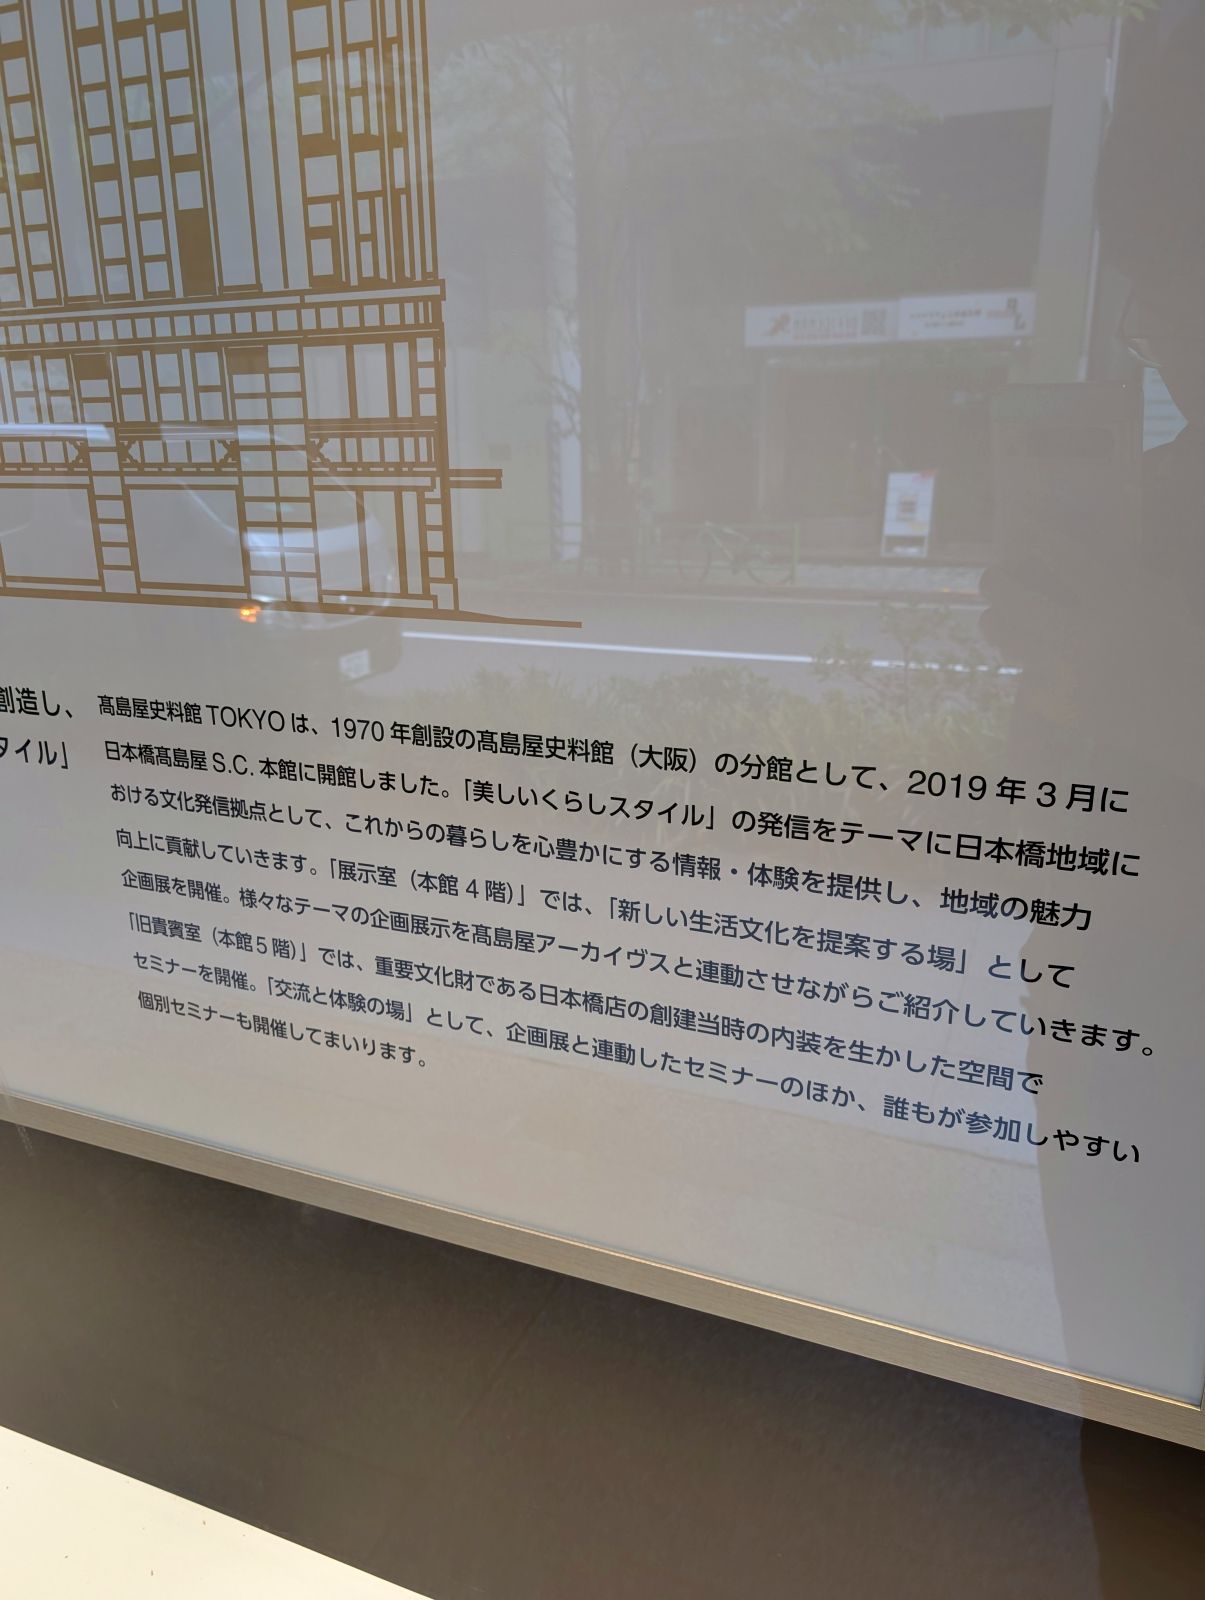 創造し、
タイル」
髙島屋史料館 TOKYO は、1970 年創設の髙島屋史料館（大阪）の分館として、2019 年 3 月に
日本橋髙島屋 S.C. 本館に開館しました。「美しいくらしスタイル」の発信をテーマに日本橋地域に
おける文化発信拠点として、これからの暮らしを心豊かにする情報・体験を提供し、地域の魅力
向上に貢献していきます。「展示室（本館 4 階）」では、「新しい生活文化を提案する場」として
企画展を開催。様々なテーマの企画展示を髙島屋アーカイヴスと連動させながらご紹介していきます。
「旧貴賓室（本館 5 階）」では、重要文化財である日本橋店の創建当時の内装を生かした空間で
セミナーを開催。「交流と体験の場」として、企画展と連動したセミナーのほか、誰もが参加しやすい
個別セミナーも開催してまいります。